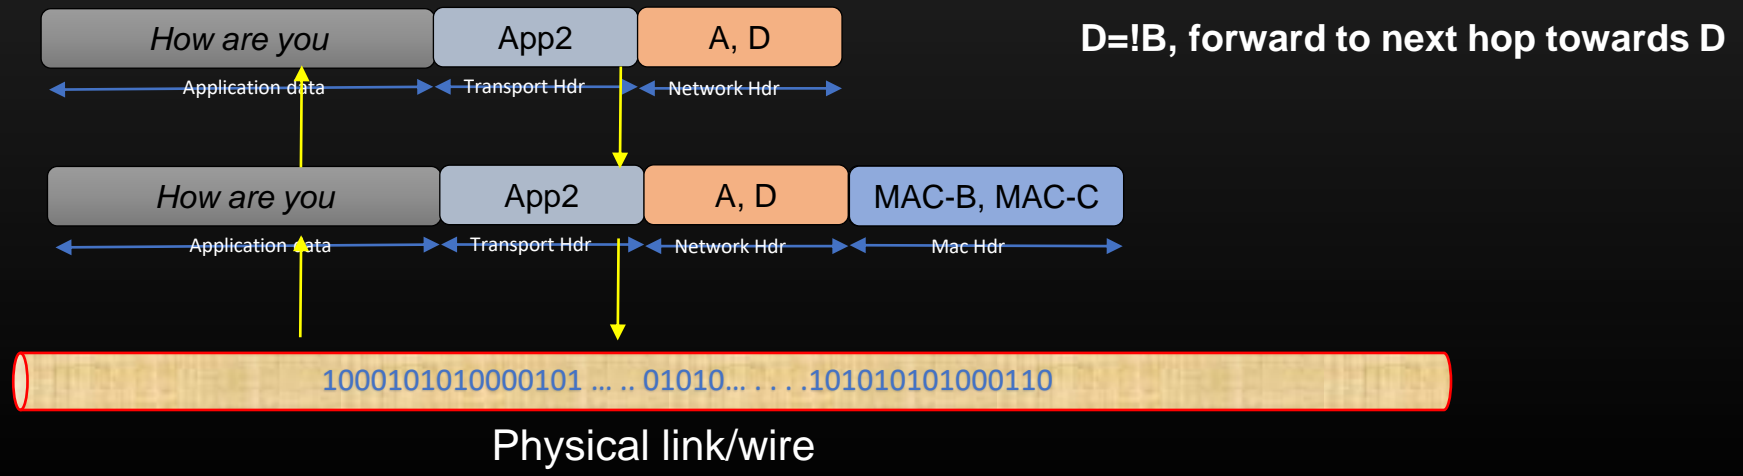 How are you App2 A, D D=!B, forward to next hop towards D
Application data Transport Hdr Network Hdr
How are you App2 A, D MAC-B, MAC-C
Application data Transport Hdr Network Hdr Mac Hdr
1000101010000101 ... .. 01010... . . . .101010101000110
Physical link/wire